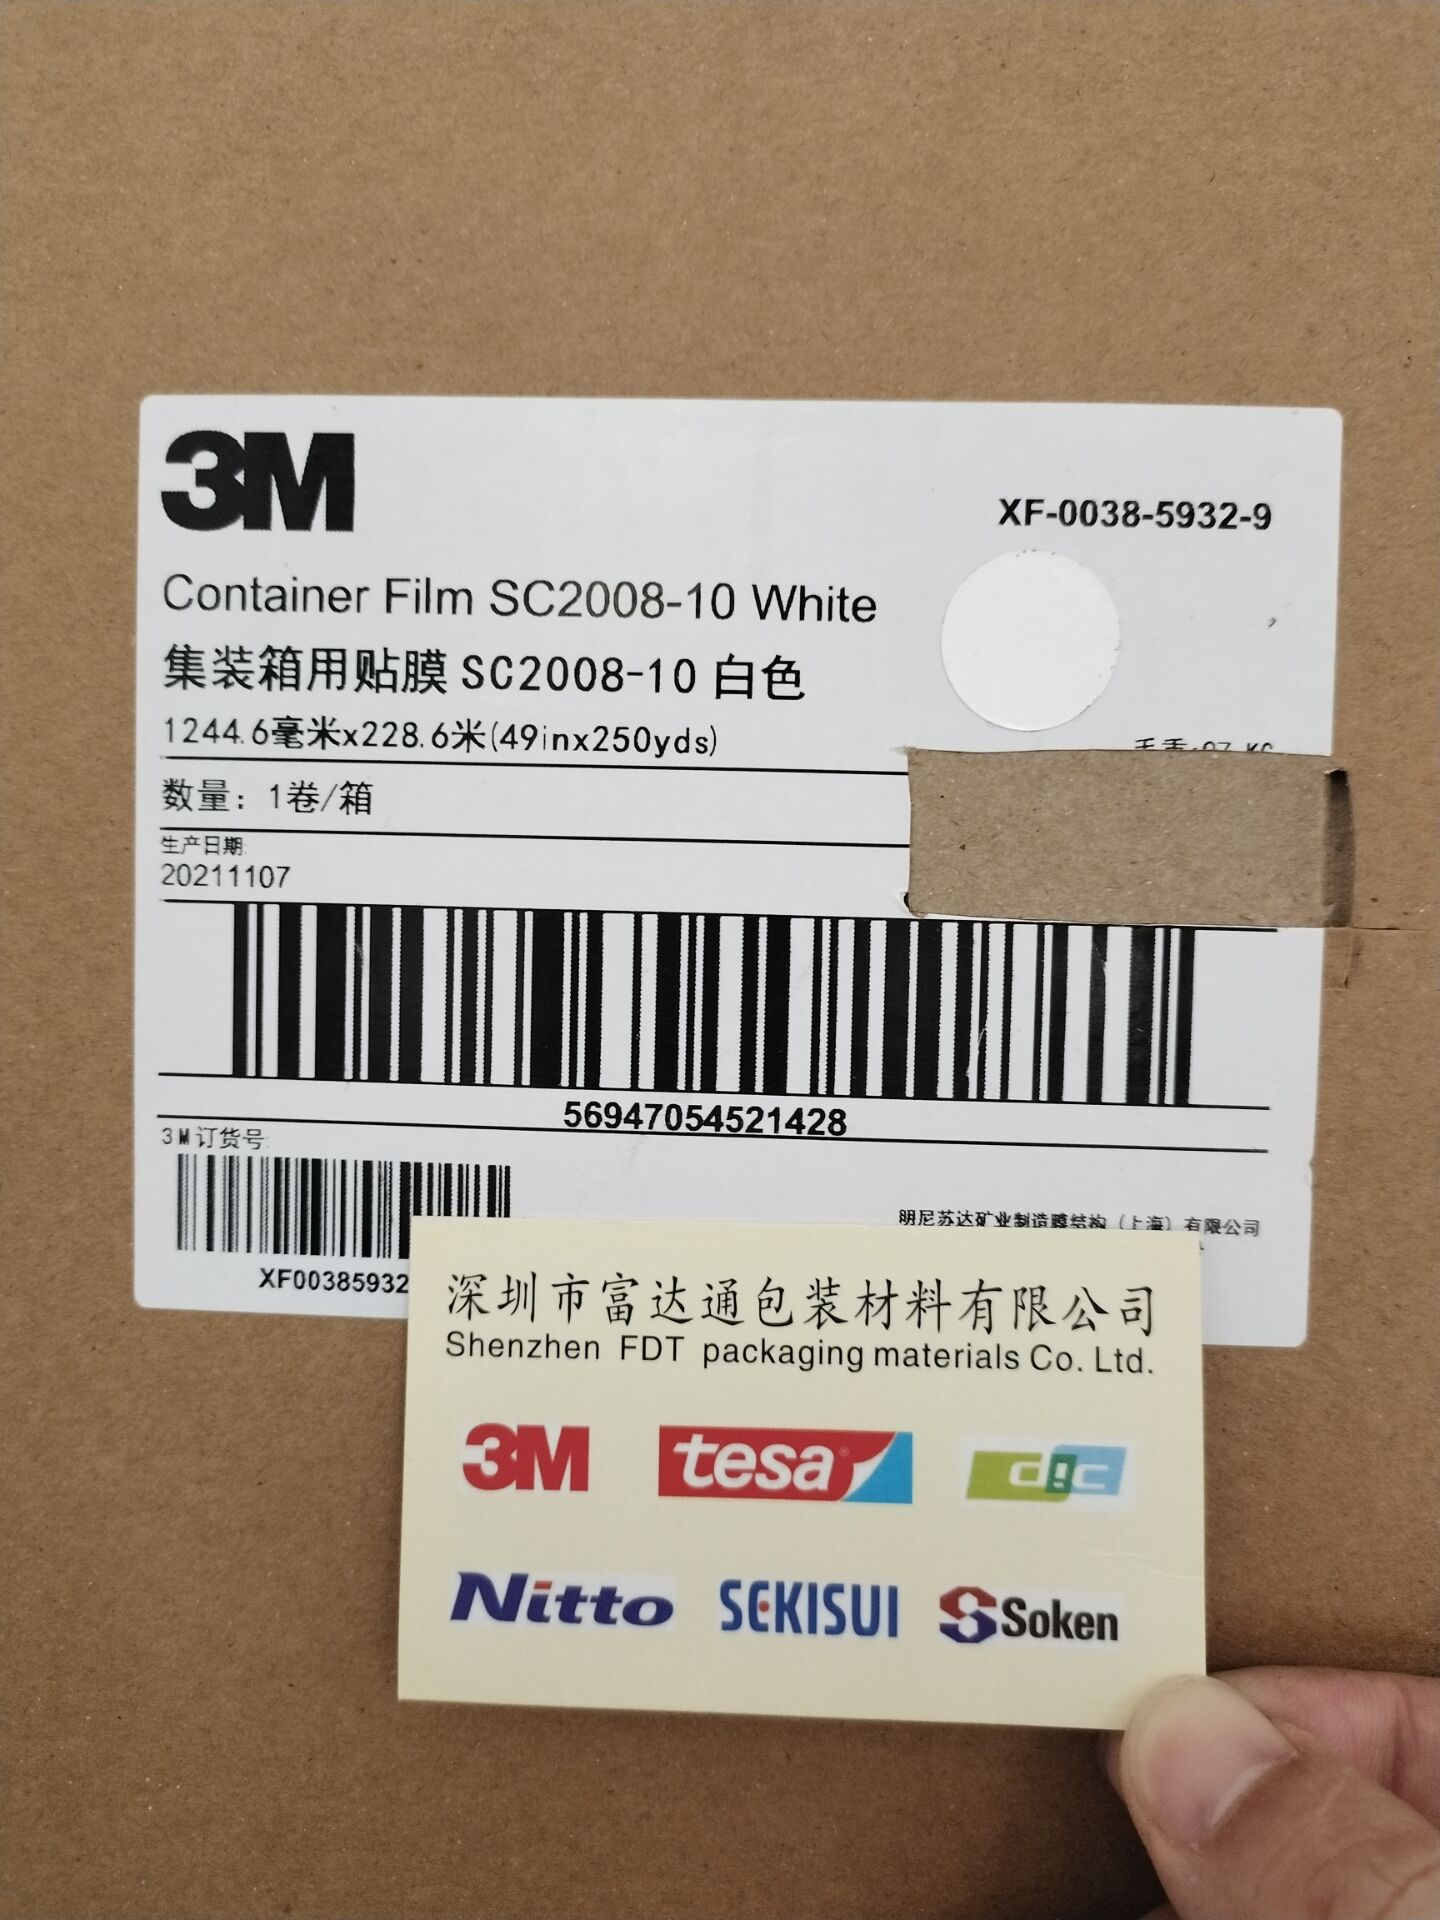 3M
XF-0038-5932-9
Container Film SC2008-10 White
集装箱用贴膜 SC2008-10 白色
1244.6毫米x228.6米(49inx250yds)
数量：1卷/箱
生产日期:
20211107
56947054521428
3M订货号:
明尼苏达矿业制造膜结构（上海）有限公司
XF00385932
深圳市富达通包装材料有限公司
Shenzhen FDT packaging materials Co. Ltd.
3M tesa dic
Nitto SEKISUI Soken